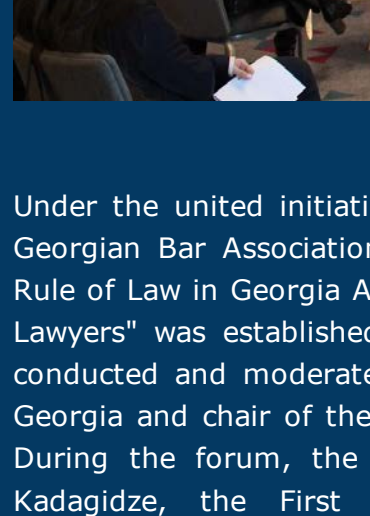 Under the united
Georgian Bar
Rule of Law in Georgia
Lawyers" was established
conducted and
Georgia and chair of the
During the forum, the
Kadagidze, the First